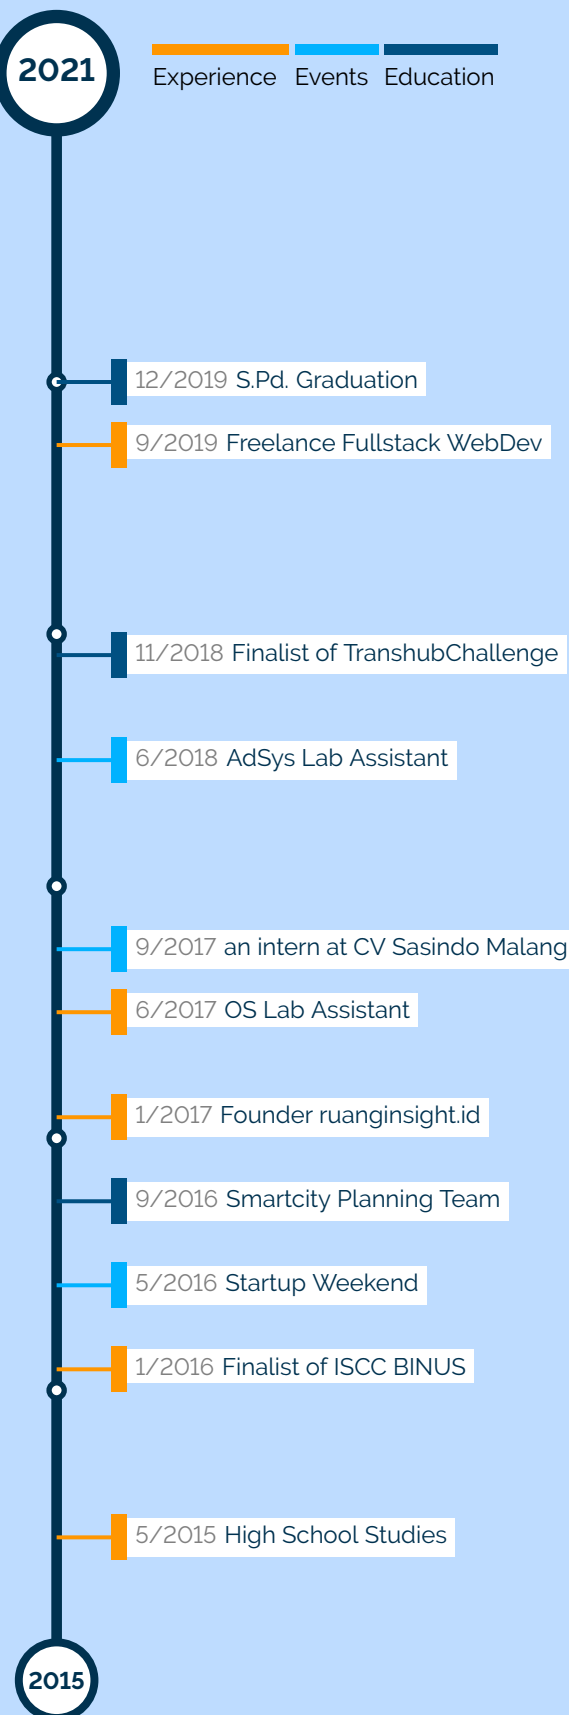 2021
Experience Events Education
12/2019 S.Pd. Graduation
9/2019 Freelance Fullstack WebDev
11/2018 Finalist of TranshubChallenge
6/2018 AdSys Lab Assistant
9/2017 an intern at CV Sasindo Malang
6/2017 OS Lab Assistant
1/2017 Founder ruanginsight.id
9/2016 Smartcity Planning Team
5/2016 Startup Weekend
1/2016 Finalist of ISCC BINUS
5/2015 High School Studies
2015